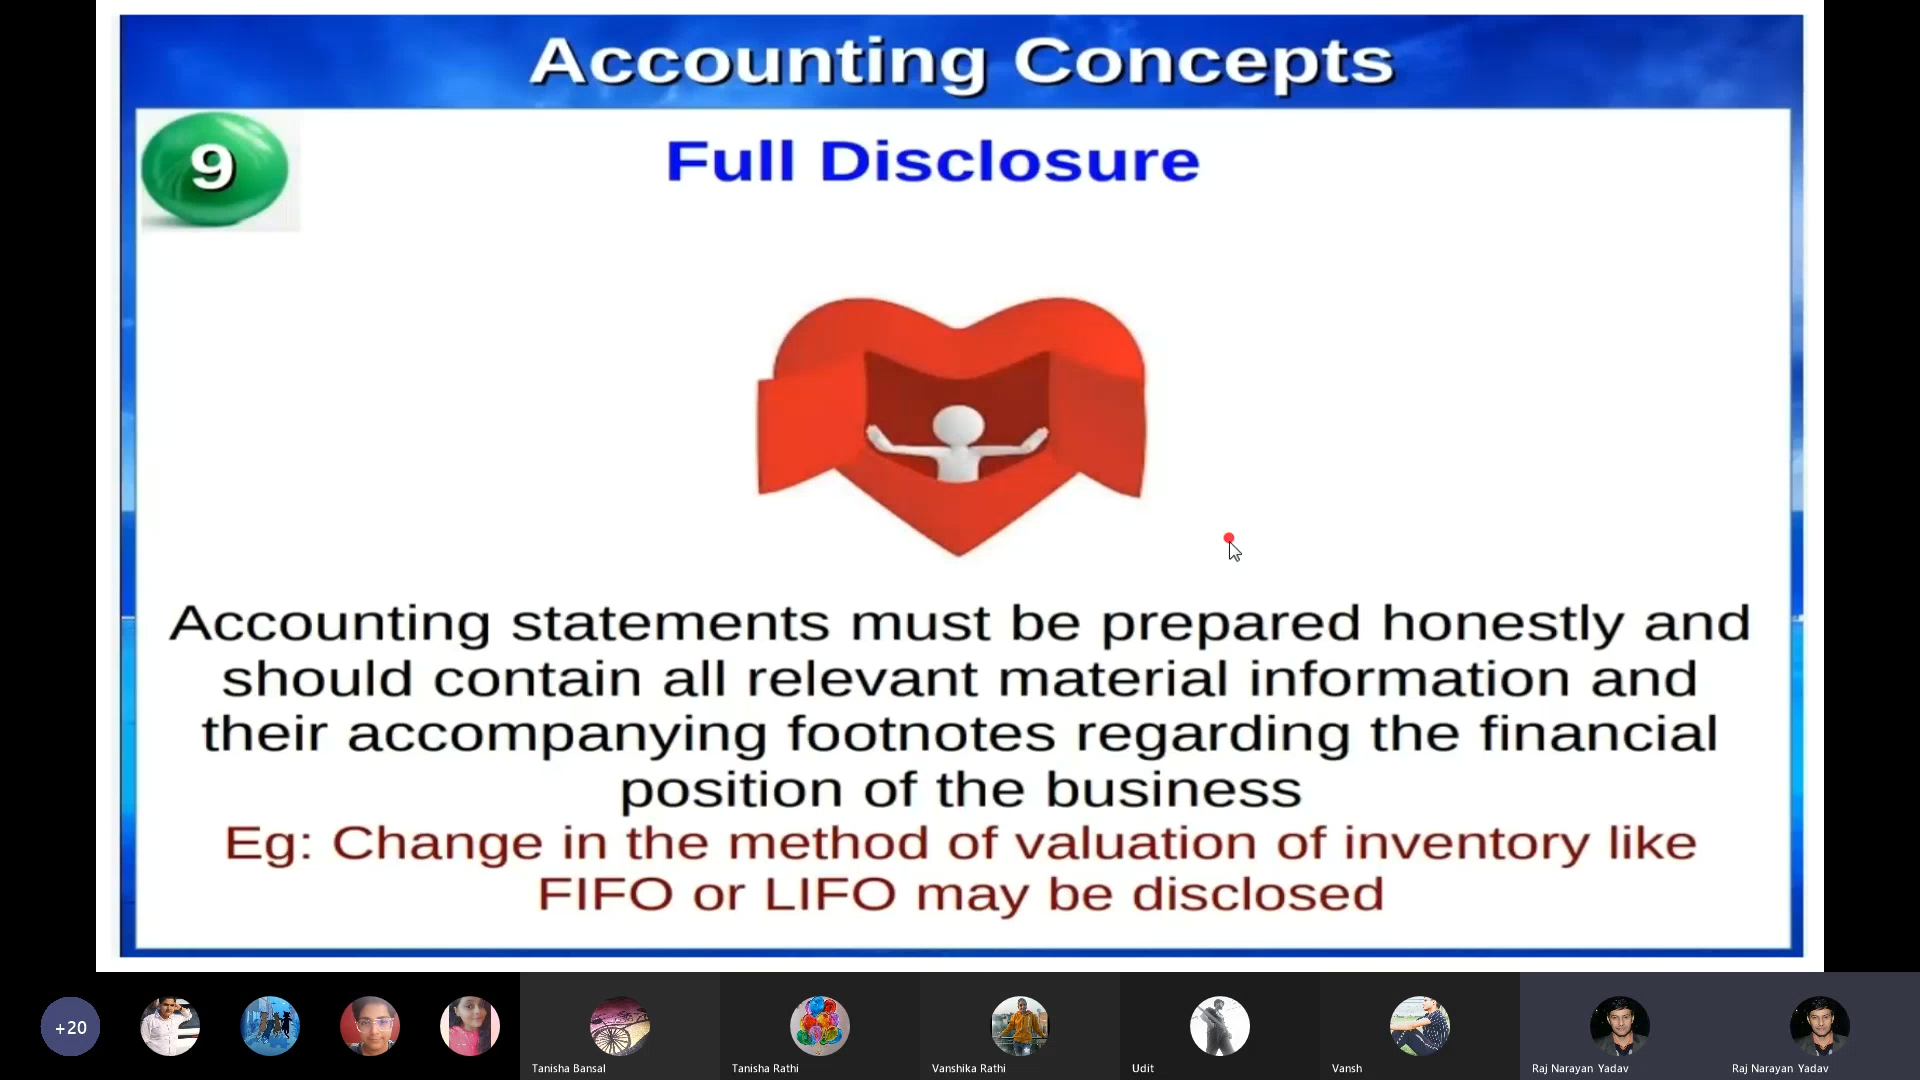 Accounting Concepts
9
Full Disclosure
Accounting statements must be prepared honestly and
should contain all relevant material information and
their accompanying footnotes regarding the financial
position of the business
Eg: Change in the method of valuation of inventory like
FIFO or LIFO may be disclosed
+20
Tanisha Bansal
Tanisha Rathi
Vanshika Rathi
Udit
Vansh
Raj Narayan Yadav
Raj Narayan Yadav